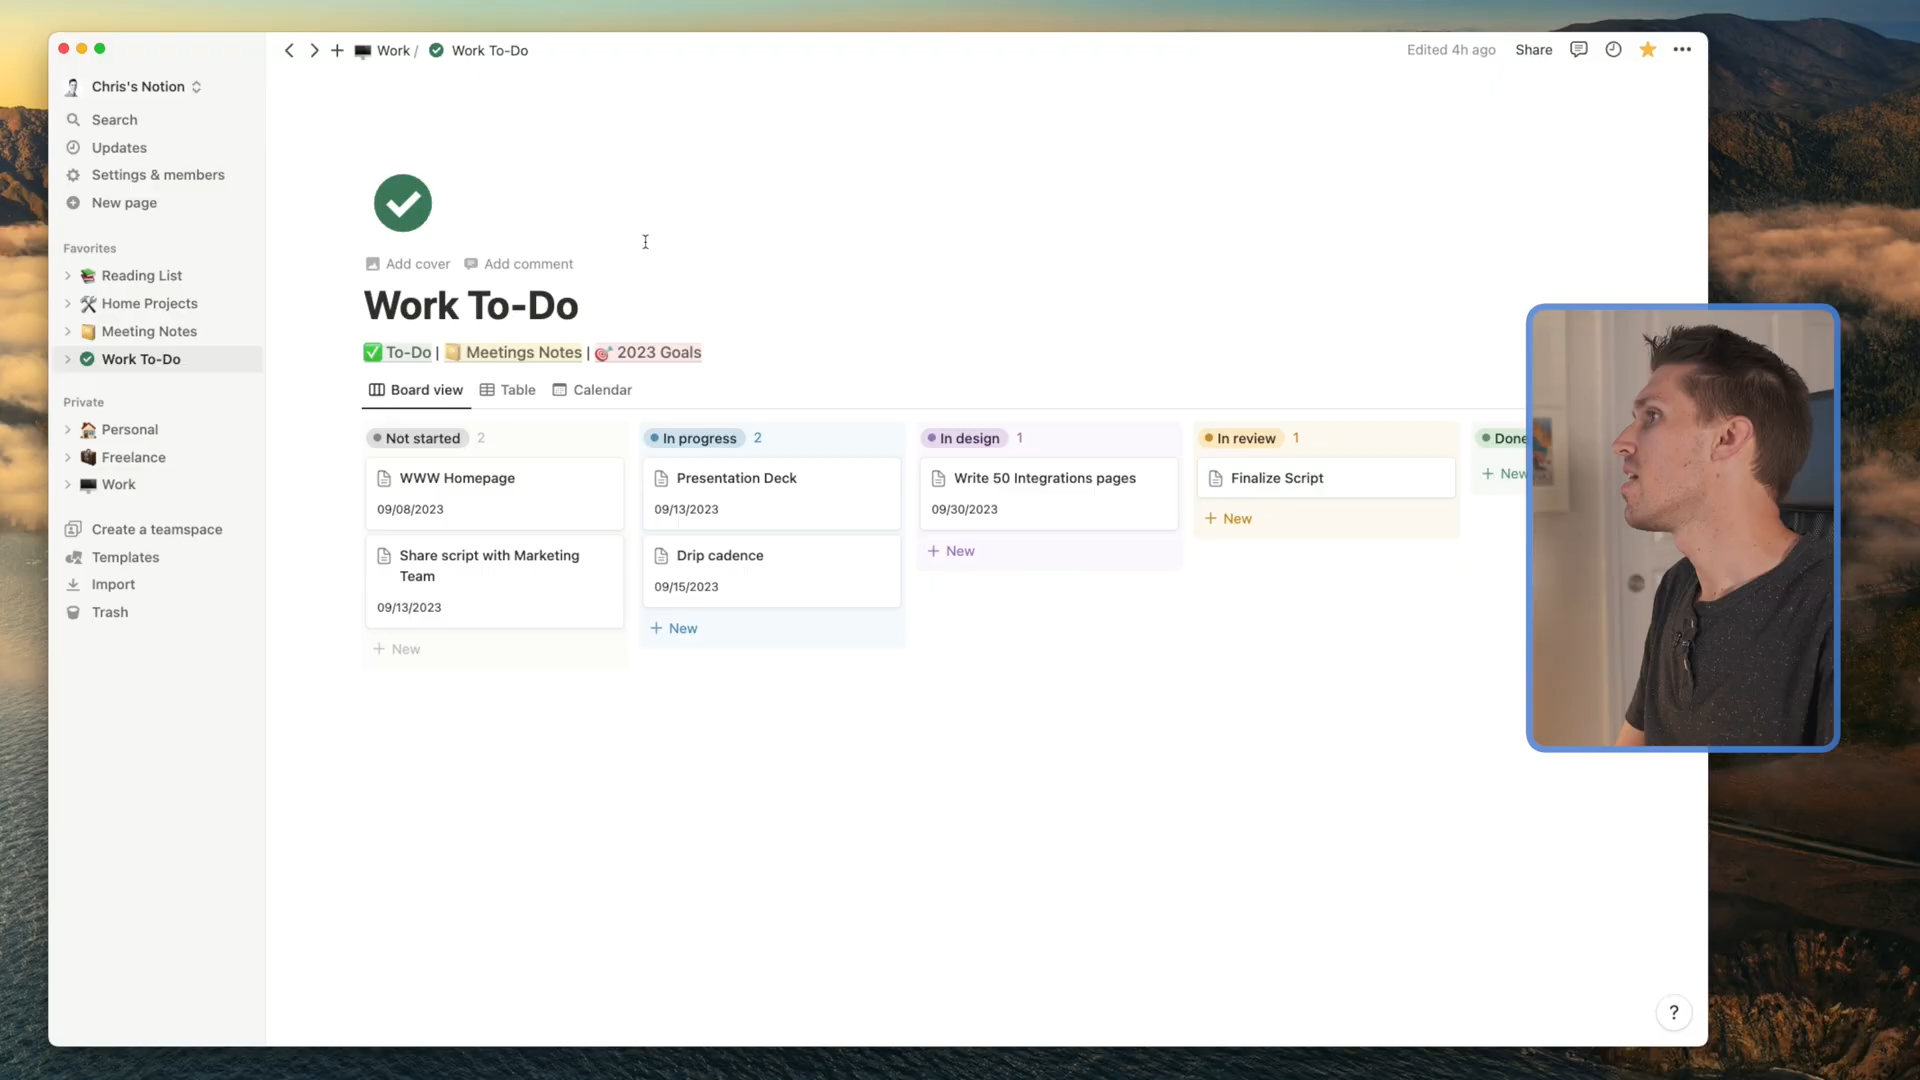 Chris's Notion
Search
Updates
Settings & members
New page
Favorites
Reading List
Home Projects
Meeting Notes
Work To-Do
Private
Personal
Freelance
Work
Create a teamspace
Templates
Import
Trash
Work / Work To-Do
Edited 4h ago
Share
Add cover
Add comment
Work To-Do
To-Do | Meetings Notes | 2023 Goals
Board view
Table
Calendar
Not started 2
WWW Homepage
09/08/2023
Share script with Marketing
Team
09/13/2023
+ New
In progress 2
Presentation Deck
09/13/2023
Drip cadence
09/15/2023
+ New
In design 1
Write 50 Integrations pages
09/30/2023
+ New
In review 1
Finalize Script
+ New
Done
+ New
?